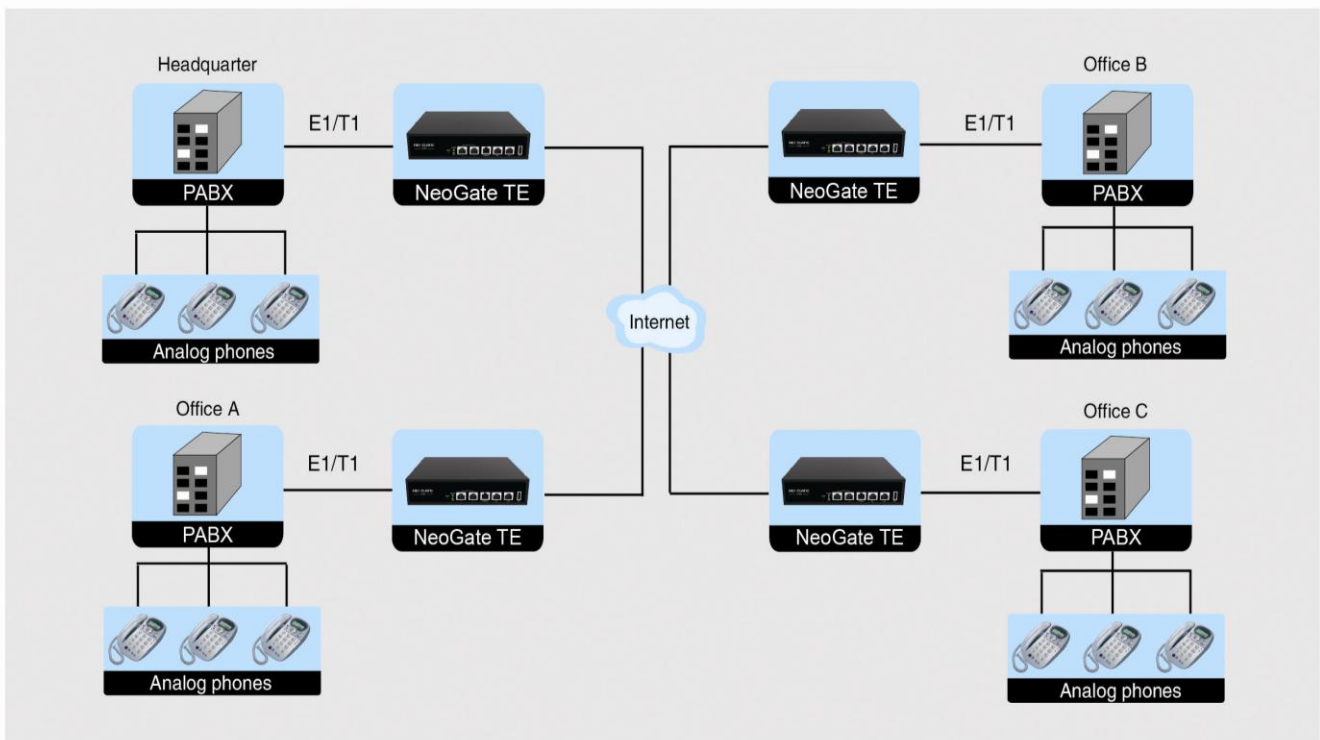 Headquarter
E1/T1
PABX
NeoGate TE
Analog phones
Office B
E1/T1
NeoGate TE
PABX
Analog phones
Internet
Office A
E1/T1
PABX
NeoGate TE
Analog phones
Office C
E1/T1
NeoGate TE
PABX
Analog phones